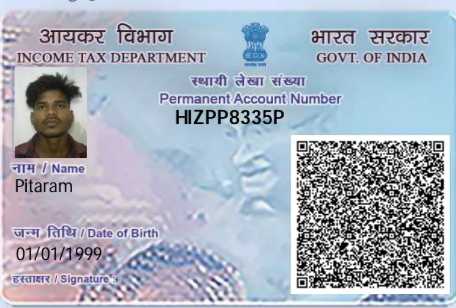 आयकर विभाग
INCOME TAX DEPARTMENT
भारत सरकार
GOVT. OF INDIA
स्थायी लेखा संख्या
Permanent Account Number
HIZPP8335P
नाम / Name
Pitaram
जन्म तिथि / Date of Birth
01/01/1999
हस्ताक्षर / Signature